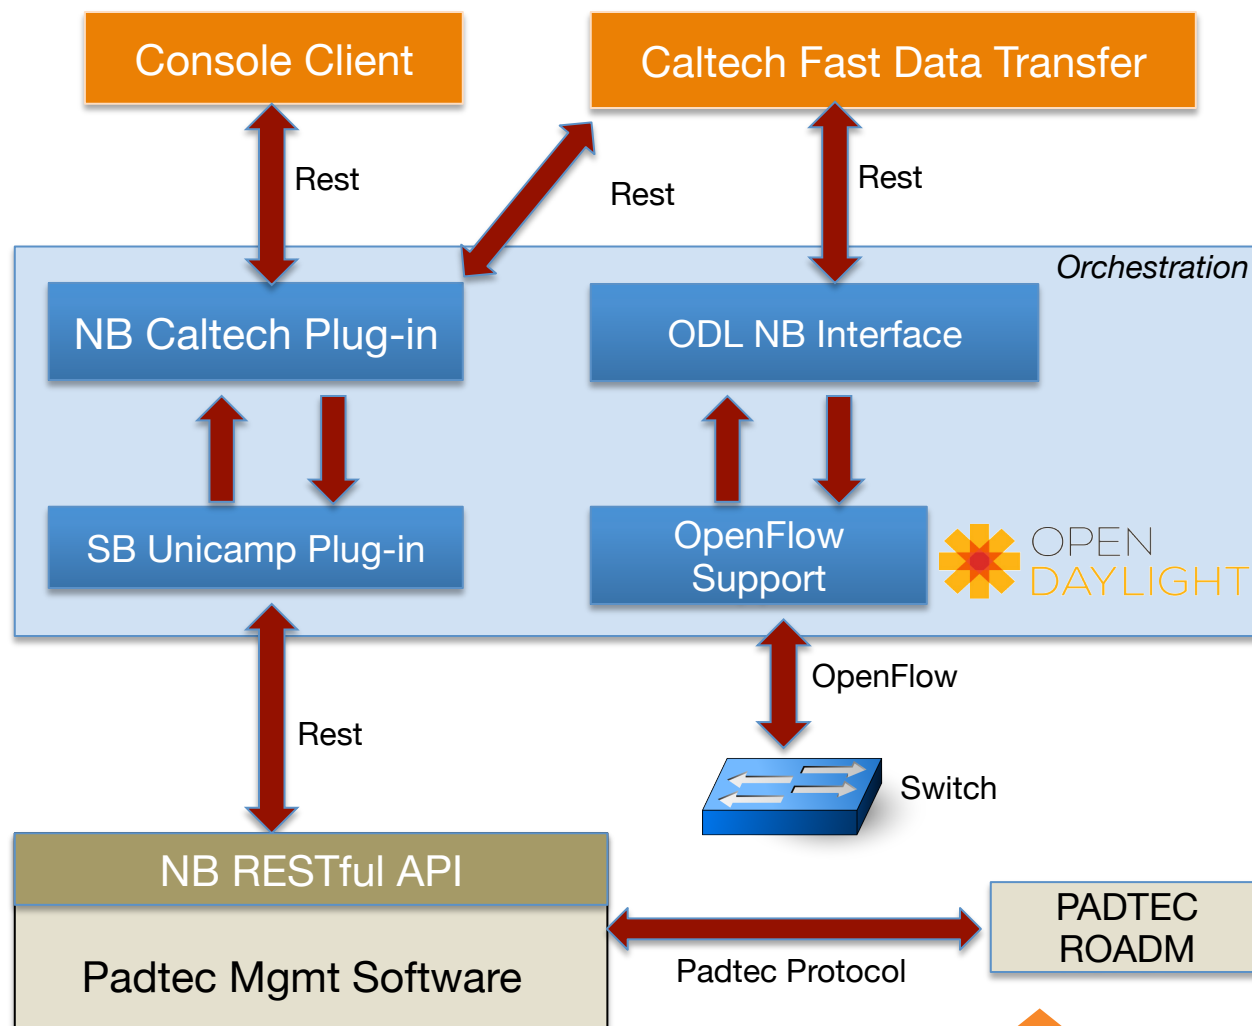 Console Client
Caltech Fast Data Transfer
Rest
Rest
Rest
Orchestration
NB Caltech Plug-in
ODL NB Interface
SB Unicamp Plug-in
OpenFlow
Support
OPEN
DAYLIGHT
OpenFlow
Rest
Switch
NB RESTful API
Padtec Mgmt Software
Padtec Protocol
PADTEC
ROADM